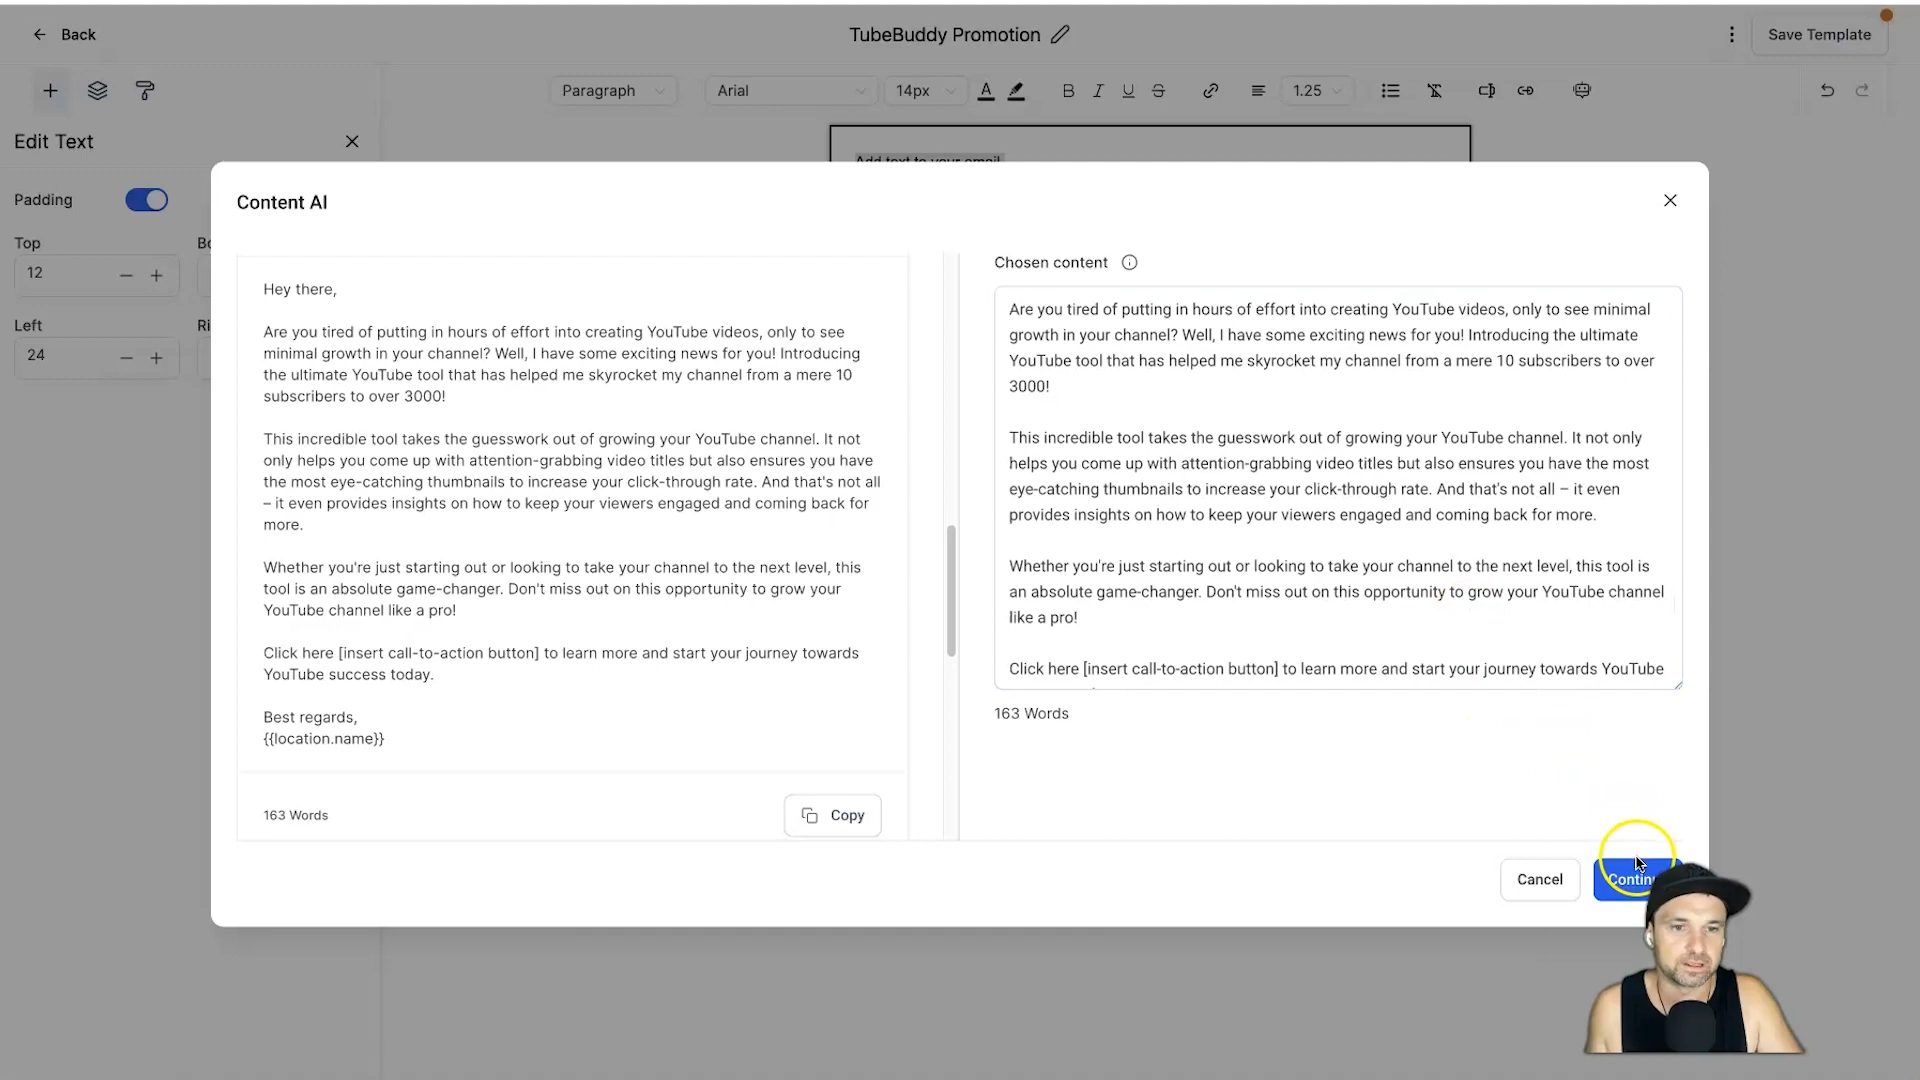 Back
TubeBuddy Promotion
Save Template
Paragraph
Arial
14px
A
B
I
U
S
1.25
Edit Text
Padding
Top
12
Left
24
Ri
Add text to your email
Content AI
Hey there,
Are you tired of putting in hours of effort into creating YouTube videos, only to see
minimal growth in your channel? Well, I have some exciting news for you! Introducing
the ultimate YouTube tool that has helped me skyrocket my channel from a mere 10
subscribers to over 3000!
This incredible tool takes the guesswork out of growing your YouTube channel. It not
only helps you come up with attention-grabbing video titles but also ensures you have
the most eye-catching thumbnails to increase your click-through rate. And that's not all
– it even provides insights on how to keep your viewers engaged and coming back for
more.
Whether you're just starting out or looking to take your channel to the next level, this
tool is an absolute game-changer. Don't miss out on this opportunity to grow your
YouTube channel like a pro!
Click here [insert call-to-action button] to learn more and start your journey towards
YouTube success today.
Best regards,
{{location.name}}
163 Words
Copy
Chosen content
Are you tired of putting in hours of effort into creating YouTube videos, only to see minimal
growth in your channel? Well, I have some exciting news for you! Introducing the ultimate
YouTube tool that has helped me skyrocket my channel from a mere 10 subscribers to over
3000!
This incredible tool takes the guesswork out of growing your YouTube channel. It not only
helps you come up with attention-grabbing video titles but also ensures you have the most
eye-catching thumbnails to increase your click-through rate. And that's not all – it even
provides insights on how to keep your viewers engaged and coming back for more.
Whether you're just starting out or looking to take your channel to the next level, this tool is
an absolute game-changer. Don't miss out on this opportunity to grow your YouTube channel
like a pro!
Click here [insert call-to-action button] to learn more and start your journey towards YouTube
163 Words
Cancel
Contin